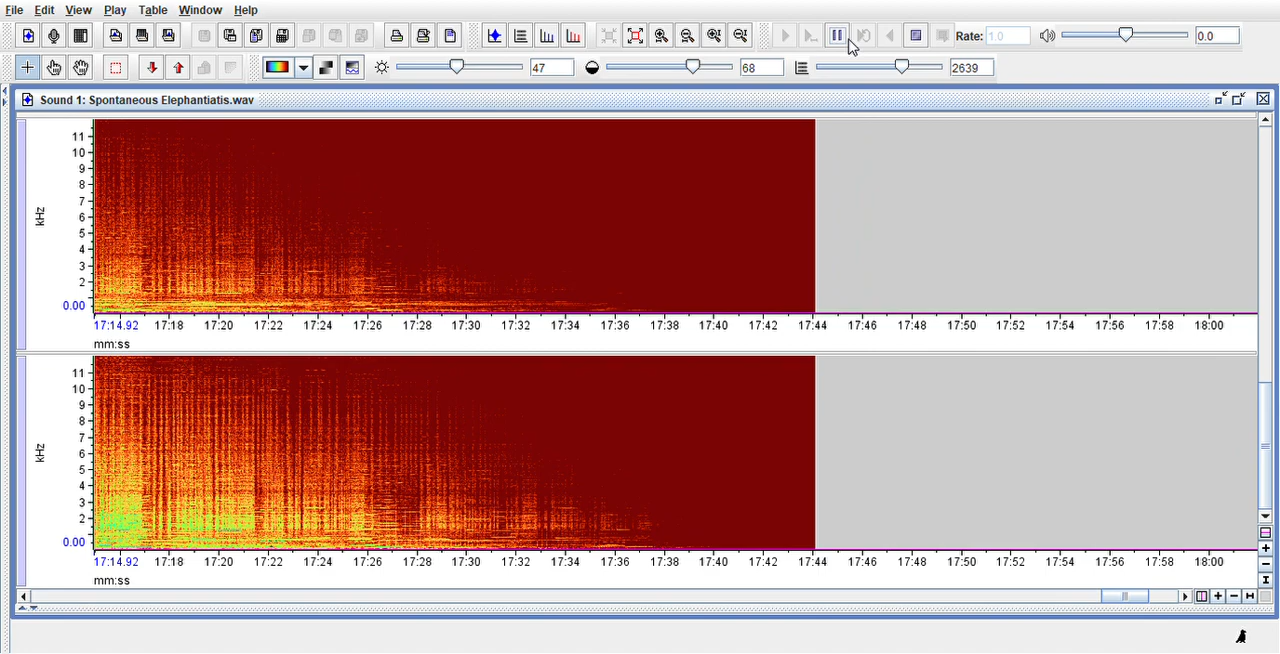 File Edit View Play Table Window Help
Rate: 1.0 0.0
47 68 2639
Sound 1: Spontaneous Elephantiatis.wav
11
10
9
8
7
6
5
4
3
2
0.00
kHz
17:14.92 17:18 17:20 17:22 17:24 17:26 17:28 17:30 17:32 17:34 17:36 17:38 17:40 17:42 17:44 17:46 17:48 17:50 17:52 17:54 17:56 17:58 18:00
mm:ss
11
10
9
8
7
6
5
4
3
2
0.00
kHz
17:14.92 17:18 17:20 17:22 17:24 17:26 17:28 17:30 17:32 17:34 17:36 17:38 17:40 17:42 17:44 17:46 17:48 17:50 17:52 17:54 17:56 17:58 18:00
mm:ss